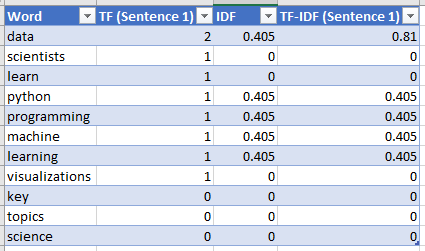 Word TF (Sentence 1) IDF TF-IDF (Sentence 1)
data 2 0.405 0.81
scientists 1 0 0
learn 1 0 0
python 1 0.405 0.405
programming 1 0.405 0.405
machine 1 0.405 0.405
learning 1 0.405 0.405
visualizations 1 0 0
key 0 0 0
topics 0 0 0
science 0 0 0